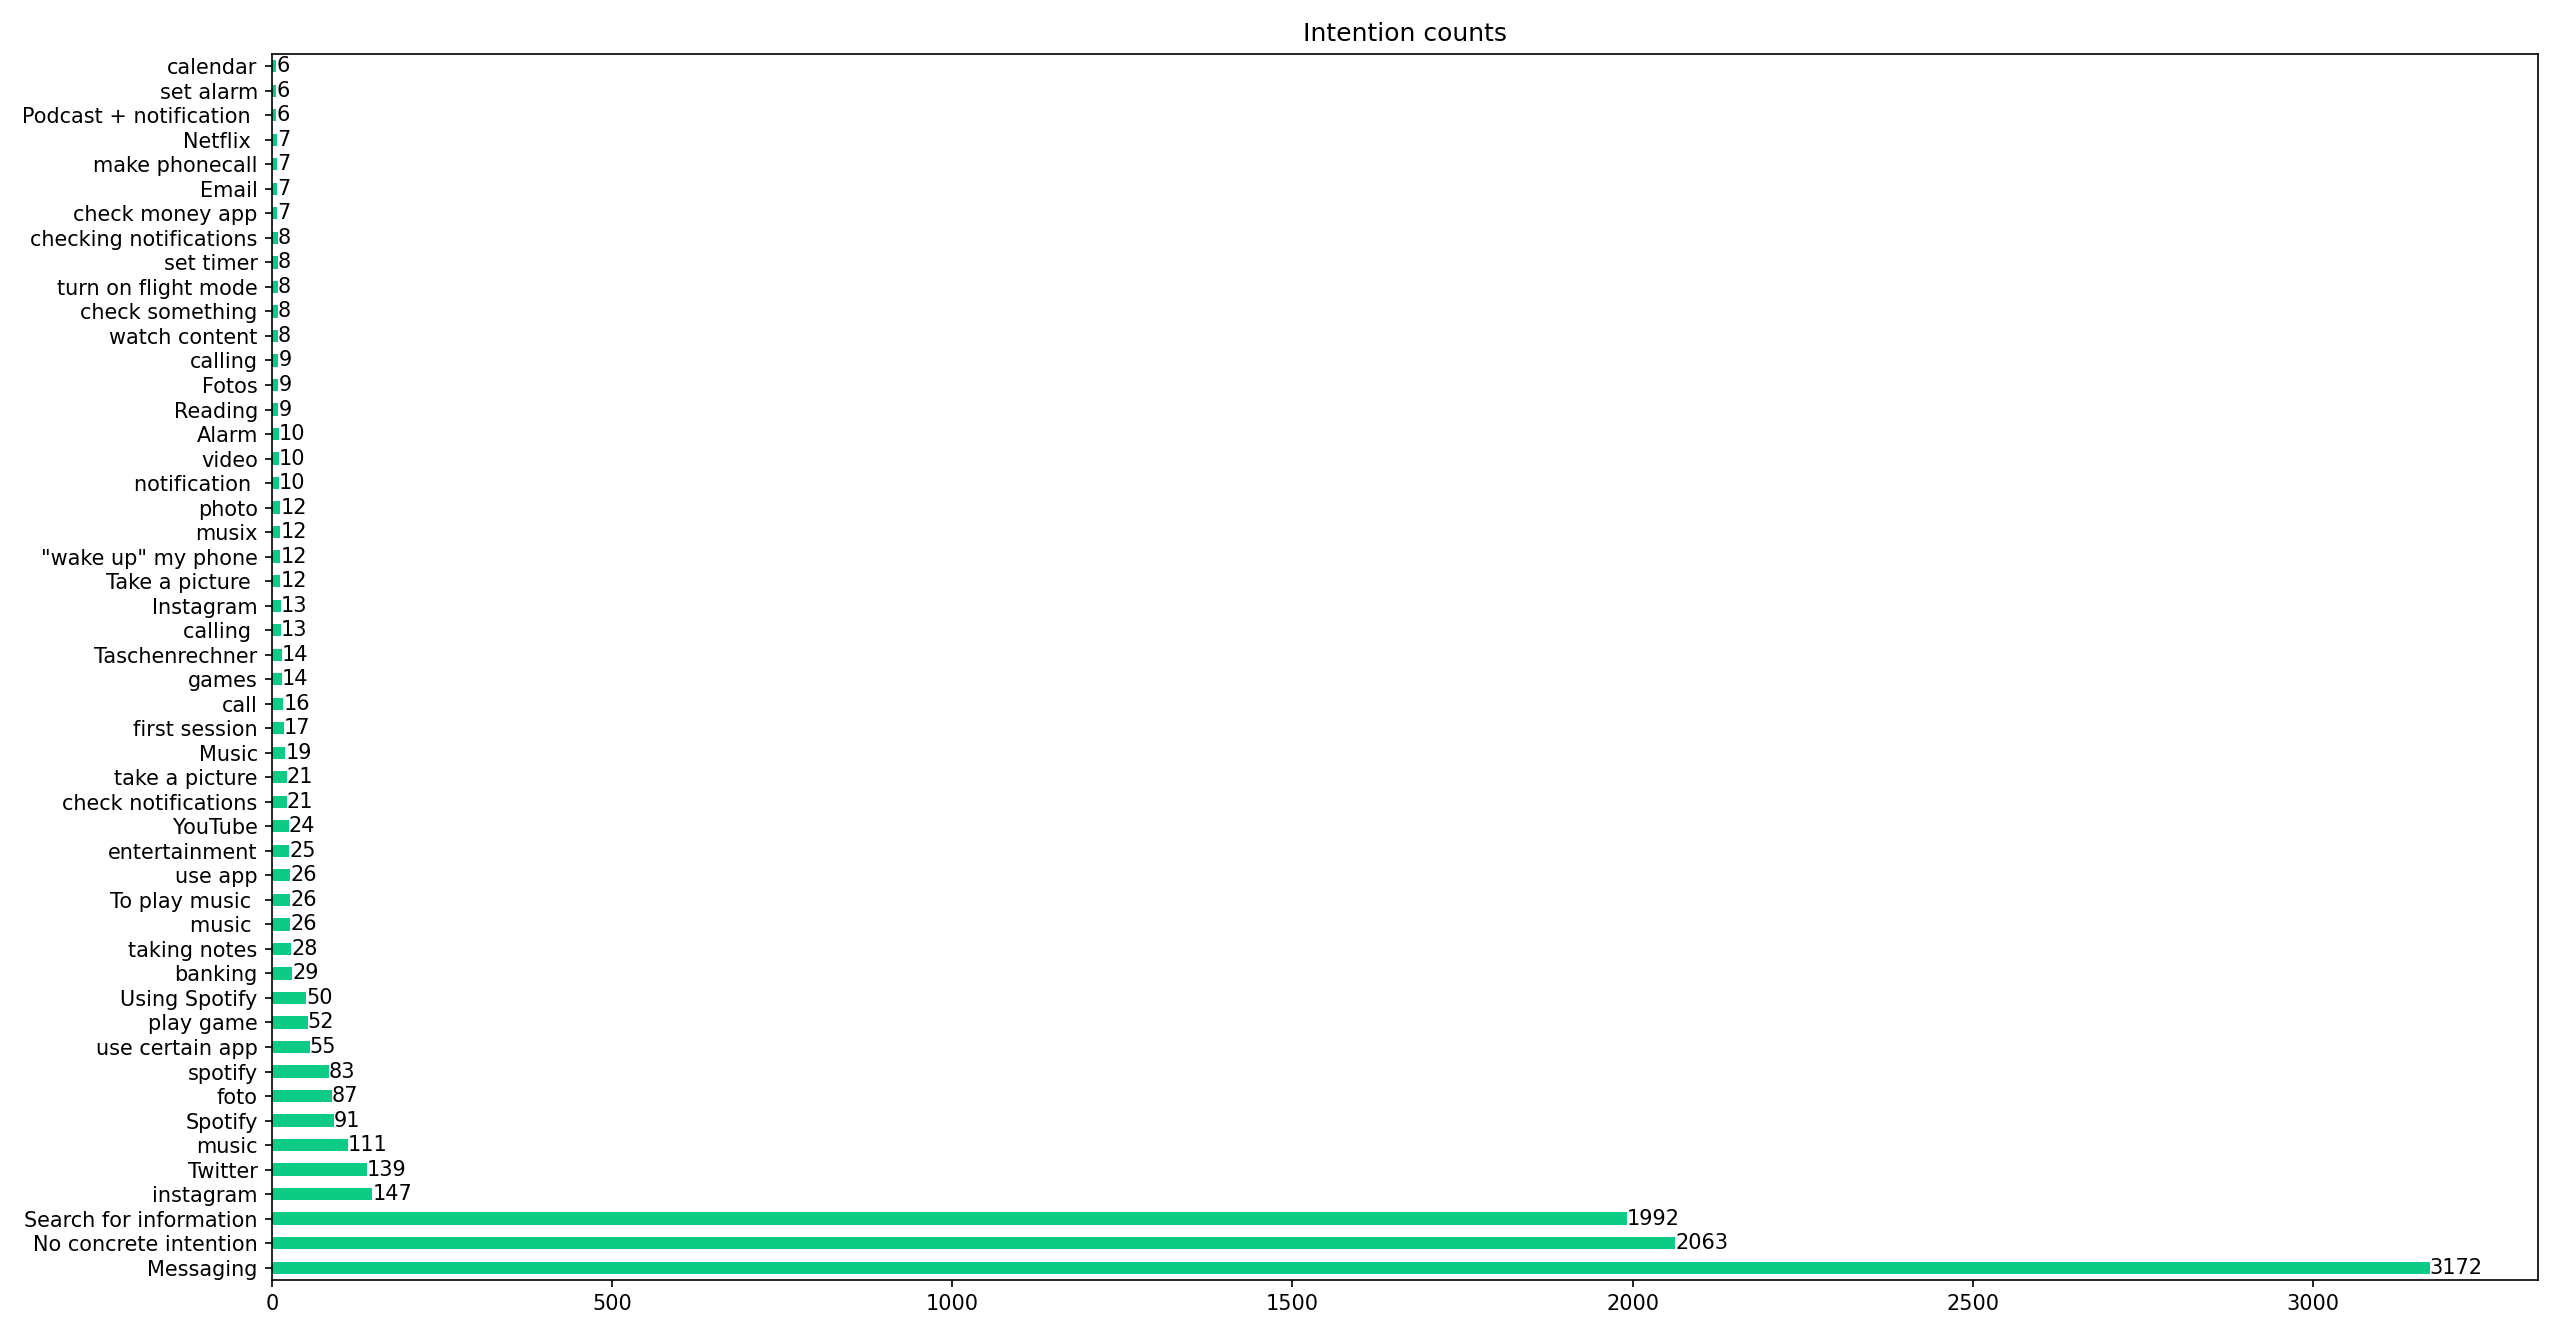 Intention counts
calendar 6
set alarm 6
Podcast + notification 6
Netflix 7
make phonecall 7
Email 7
check money app 7
checking notifications 8
set timer 8
turn on flight mode 8
check something 8
watch content 8
calling 9
Fotos 9
Reading 9
Alarm 10
video 10
notification 10
photo 12
musix 12
"wake up" my phone 12
Take a picture 12
Instagram 13
calling 13
Taschenrechner 14
games 14
call 16
first session 17
Music 19
take a picture 21
check notifications 21
YouTube 24
entertainment 25
use app 26
To play music 26
music 26
taking notes 28
banking 29
Using Spotify 50
play game 52
use certain app 55
spotify 83
foto 87
Spotify 91
music 111
Twitter 139
instagram 147
Search for information 1992
No concrete intention 2063
Messaging 3172
0 500 1000 1500 2000 2500 3000